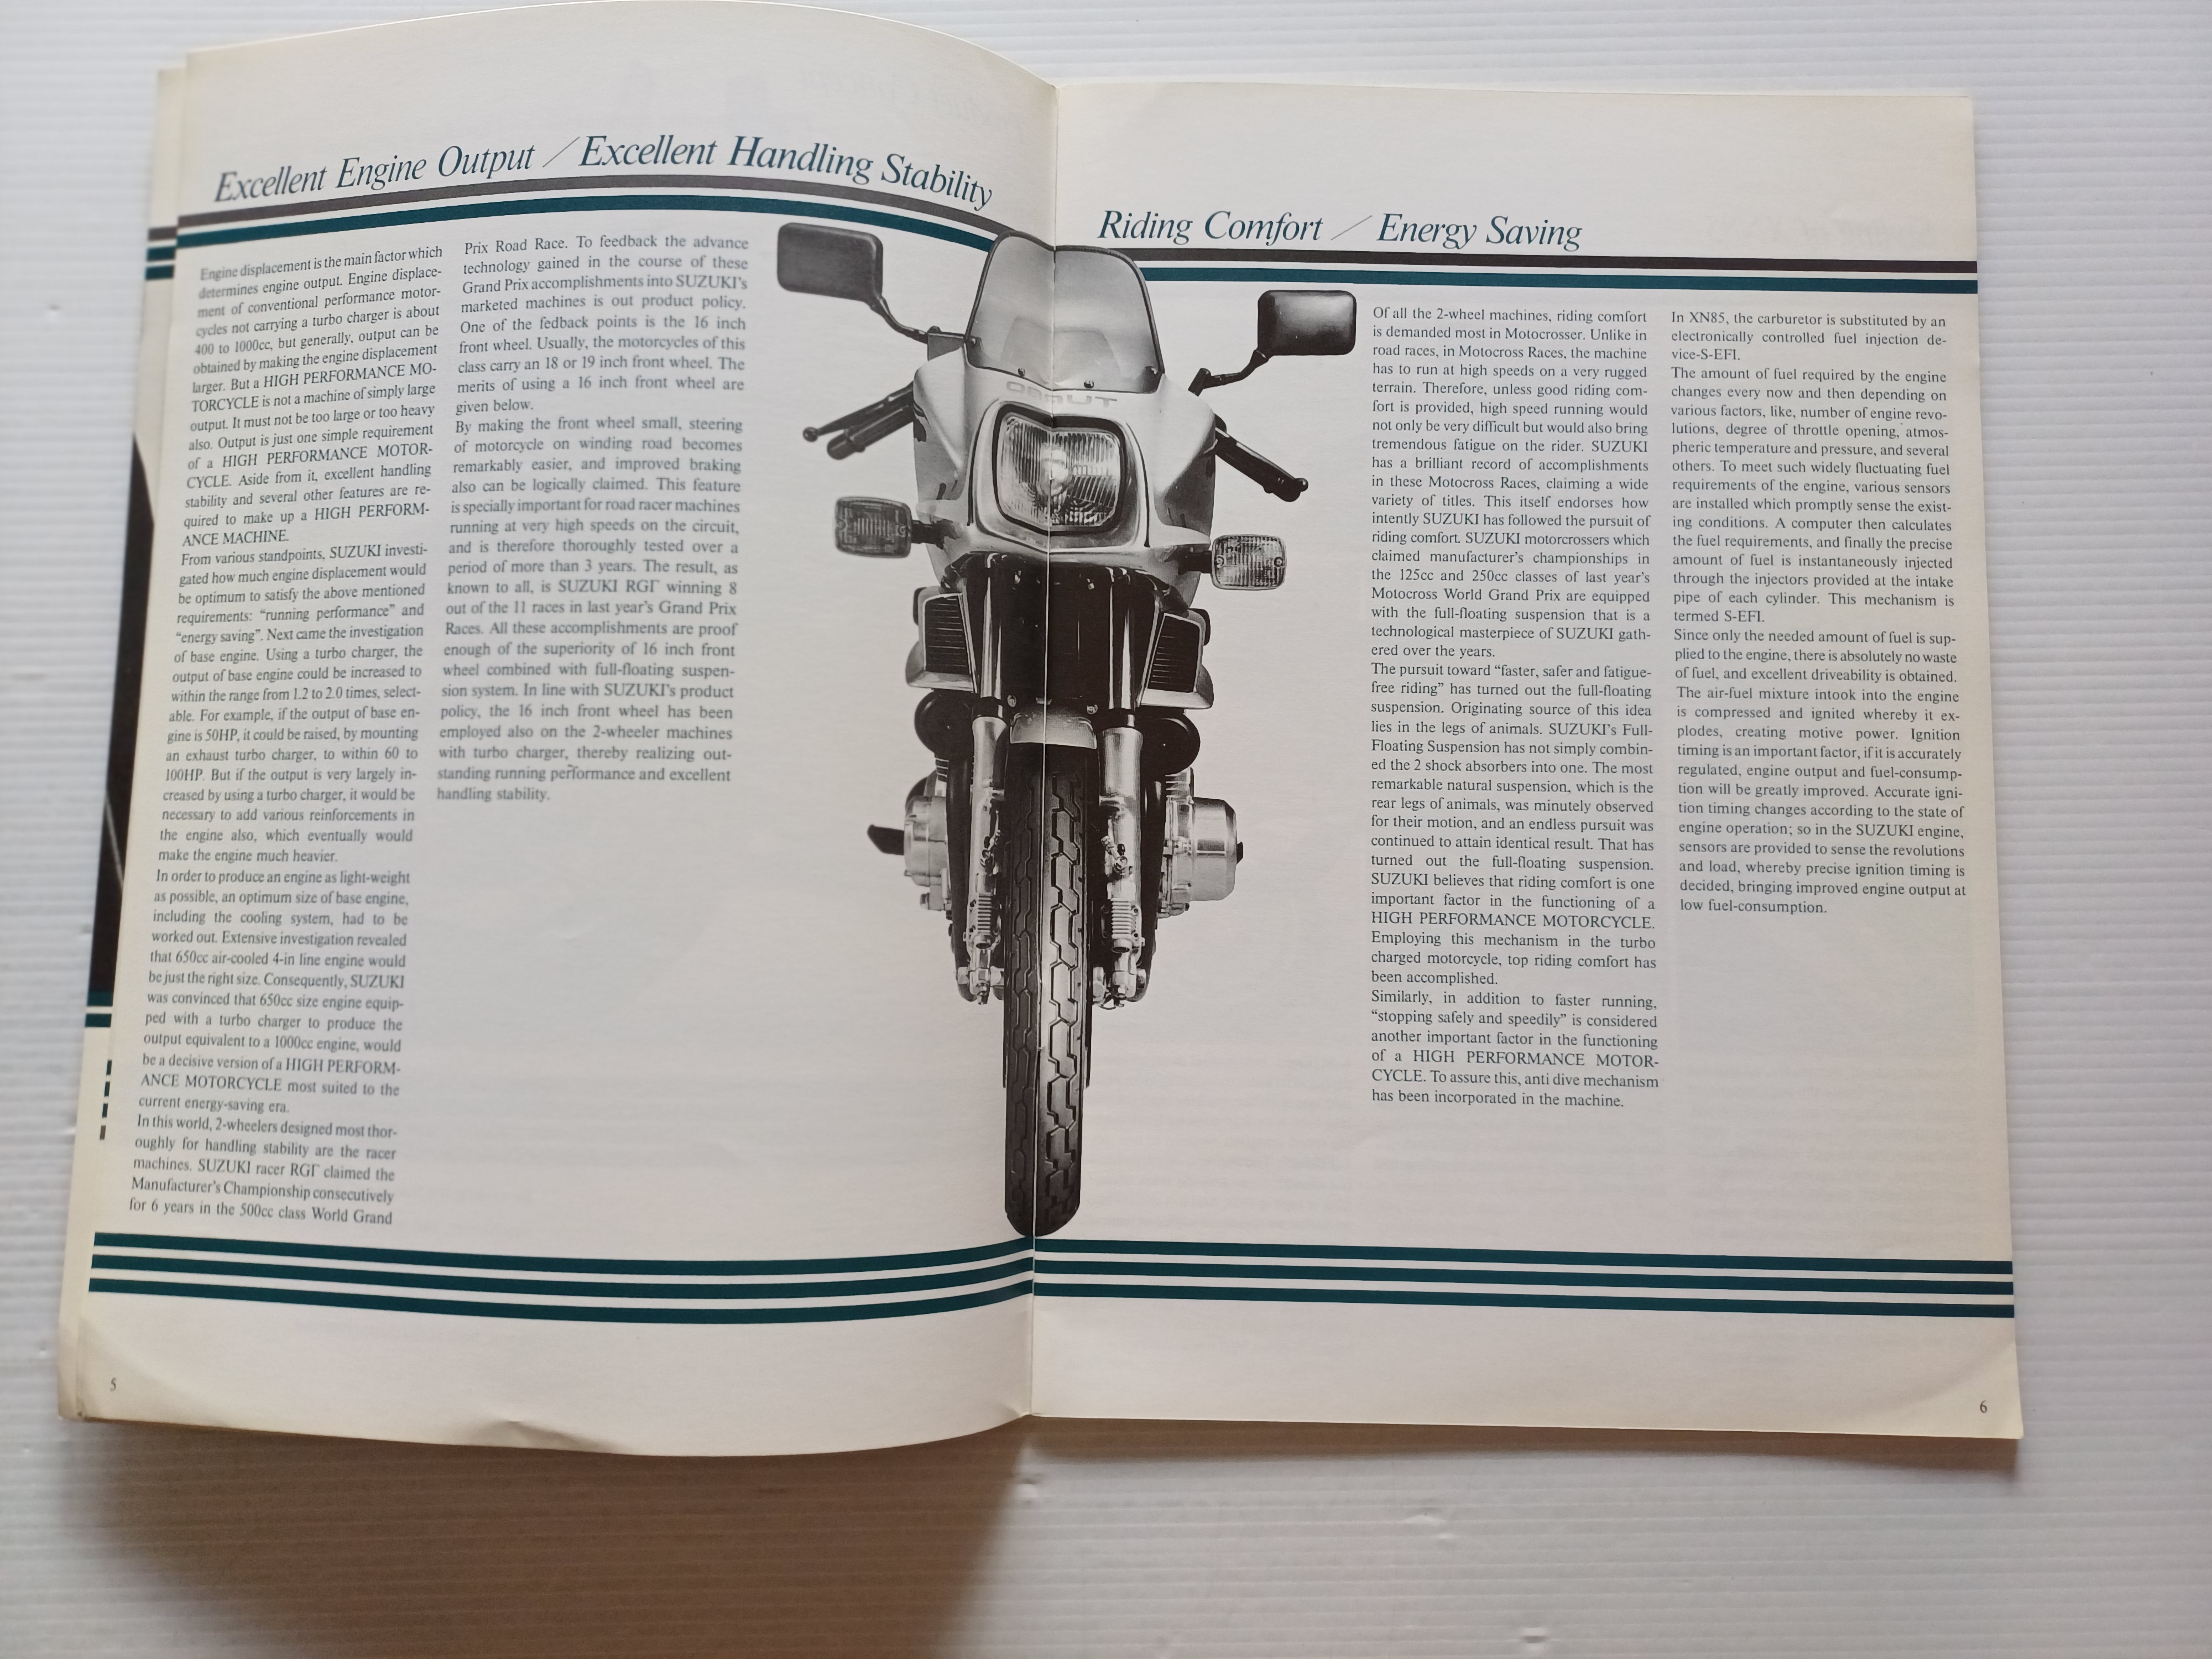 Excellent Engine Output / Excellent Handling Stability
Engine displacement is the main factor which
determines engine output. Engine displace-
ment of conventional performance motor-
cycles not carrying a turbo charger is about
400 to 1000cc, but generally, output can be
obtained by making the engine displacement
larger. But a HIGH PERFORMANCE MO-
TORCYCLE is not a machine of simply large
output. It must not be too large or too heavy
also. Output is just one simple requirement
of a HIGH PERFORMANCE MOTOR-
CYCLE. Aside from it, excellent handling
stability and several other features are re-
quired to make up a HIGH PERFORM-
ANCE MACHINE.
From various standpoints, SUZUKI investi-
gated how much engine displacement would
be optimum to satisfy the above mentioned
requirements: “running performance” and
“energy saving”. Next came the investigation
of base engine. Using a turbo charger, the
output of base engine could be increased to
within the range from 1.2 to 2.0 times, select-
able. For example, if the output of base en-
gine is 50HP, it could be raised, by mounting
an exhaust turbo charger, to within 60 to
100HP. But if the output is very largely in-
creased by using a turbo charger, it would be
necessary to add various reinforcements in
the engine also, which eventually would
make the engine much heavier.
In order to produce an engine as light-weight
as possible, an optimum size of base engine,
including the cooling system, had to be
worked out. Extensive investigation revealed
that 650cc air-cooled 4-in line engine would
be just the right size. Consequently, SUZUKI
was convinced that 650cc size engine equip-
ped with a turbo charger to produce the
output equivalent to a 1000cc engine, would
be a decisive version of a HIGH PERFORM-
ANCE MOTORCYCLE most suited to the
current energy-saving era.
In this world, 2-wheelers designed most thor-
oughly for handling stability are the racer
machines. SUZUKI racer RGΓ claimed the
Manufacturer's Championship consecutively
for 6 years in the 500cc class World Grand
Prix Road Race. To feedback the advance
technology gained in the course of these
Grand Prix accomplishments into SUZUKI's
marketed machines is out product policy.
One of the fedback points is the 16 inch
front wheel. Usually, the motorcycles of this
class carry an 18 or 19 inch front wheel. The
merits of using a 16 inch front wheel are
given below.
By making the front wheel small, steering
of motorcycle on winding road becomes
remarkably easier, and improved braking
also can be logically claimed. This feature
is specially important for road racer machines
running at very high speeds on the circuit,
and is therefore thoroughly tested over a
period of more than 3 years. The result, as
known to all, is SUZUKI RGΓ winning 8
out of the 11 races in last year's Grand Prix
Races. All these accomplishments are proof
enough of the superiority of 16 inch front
wheel combined with full-floating suspen-
sion system. In line with SUZUKI's product
policy, the 16 inch front wheel has been
employed also on the 2-wheeler machines
with turbo charger, thereby realizing out-
standing running performance and excellent
handling stability.
5
Turbo
Riding Comfort / Energy Saving
Of all the 2-wheel machines, riding comfort
is demanded most in Motocrosser. Unlike in
road races, in Motocross Races, the machine
has to run at high speeds on a very rugged
terrain. Therefore, unless good riding com-
fort is provided, high speed running would
not only be very difficult but would also bring
tremendous fatigue on the rider. SUZUKI
has a brilliant record of accomplishments
in these Motocross Races, claiming a wide
variety of titles. This itself endorses how
intently SUZUKI has followed the pursuit of
riding comfort. SUZUKI motorcrossers which
claimed manufacturer's championships in
the 125cc and 250cc classes of last year's
Motocross World Grand Prix are equipped
with the full-floating suspension that is a
technological masterpiece of SUZUKI gath-
ered over the years.
The pursuit toward “faster, safer and fatigue-
free riding” has turned out the full-floating
suspension. Originating source of this idea
lies in the legs of animals. SUZUKI's Full-
Floating Suspension has not simply combin-
ed the 2 shock absorbers into one. The most
remarkable natural suspension, which is the
rear legs of animals, was minutely observed
for their motion, and an endless pursuit was
continued to attain identical result. That has
turned out the full-floating suspension.
SUZUKI believes that riding comfort is one
important factor in the functioning of a
HIGH PERFORMANCE MOTORCYCLE.
Employing this mechanism in the turbo
charged motorcycle, top riding comfort has
been accomplished.
Similarly, in addition to faster running,
“stopping safely and speedily” is considered
another important factor in the functioning
of a HIGH PERFORMANCE MOTOR-
CYCLE. To assure this, anti dive mechanism
has been incorporated in the machine.
In XN85, the carburetor is substituted by an
electronically controlled fuel injection de-
vice-S-EFI.
The amount of fuel required by the engine
changes every now and then depending on
various factors, like, number of engine revo-
lutions, degree of throttle opening, atmos-
pheric temperature and pressure, and several
others. To meet such widely fluctuating fuel
requirements of the engine, various sensors
are installed which promptly sense the exist-
ing conditions. A computer then calculates
the fuel requirements, and finally the precise
amount of fuel is instantaneously injected
through the injectors provided at the intake
pipe of each cylinder. This mechanism is
termed S-EFI.
Since only the needed amount of fuel is sup-
plied to the engine, there is absolutely no waste
of fuel, and excellent driveability is obtained.
The air-fuel mixture intook into the engine
is compressed and ignited whereby it ex-
plodes, creating motive power. Ignition
timing is an important factor, if it is accurately
regulated, engine output and fuel-consump-
tion will be greatly improved. Accurate igni-
tion timing changes according to the state of
engine operation; so in the SUZUKI engine,
sensors are provided to sense the revolutions
and load, whereby precise ignition timing is
decided, bringing improved engine output at
low fuel-consumption.
6